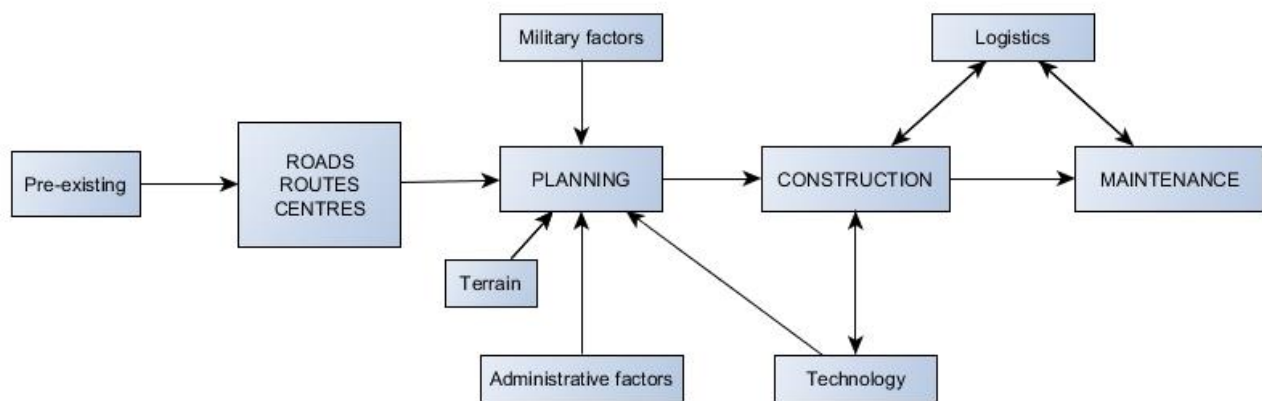 Military factors
Logistics
Pre-existing
ROADS
ROUTES
CENTRES
PLANNING
CONSTRUCTION
MAINTENANCE
Terrain
Administrative factors
Technology